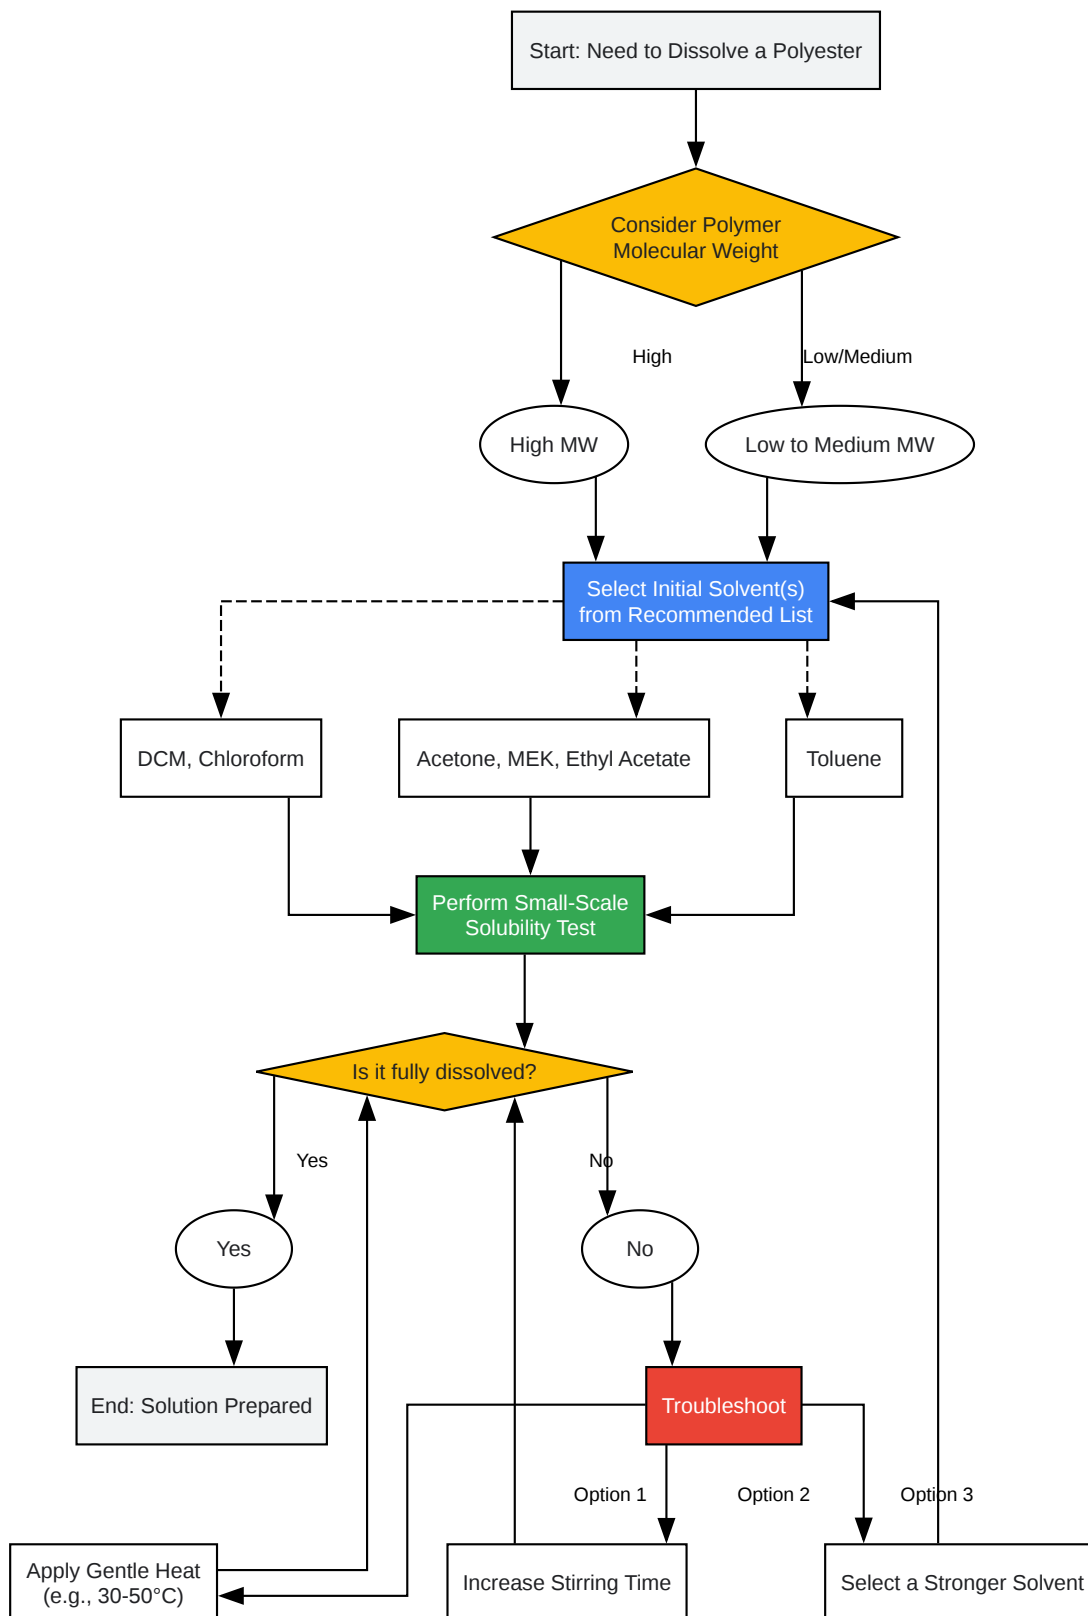 Start: Need to Dissolve a Polyester
Consider Polymer
Molecular Weight
High
Low/Medium
High MW
Low to Medium MW
Select Initial Solvent(s)
from Recommended List
DCM, Chloroform
Acetone, MEK, Ethyl Acetate
Toluene
Perform Small-Scale
Solubility Test
Is it fully dissolved?
Yes
No
Yes
No
End: Solution Prepared
Troubleshoot
Option 1
Option 2
Option 3
Apply Gentle Heat
(e.g., 30-50°C)
Increase Stirring Time
Select a Stronger Solvent